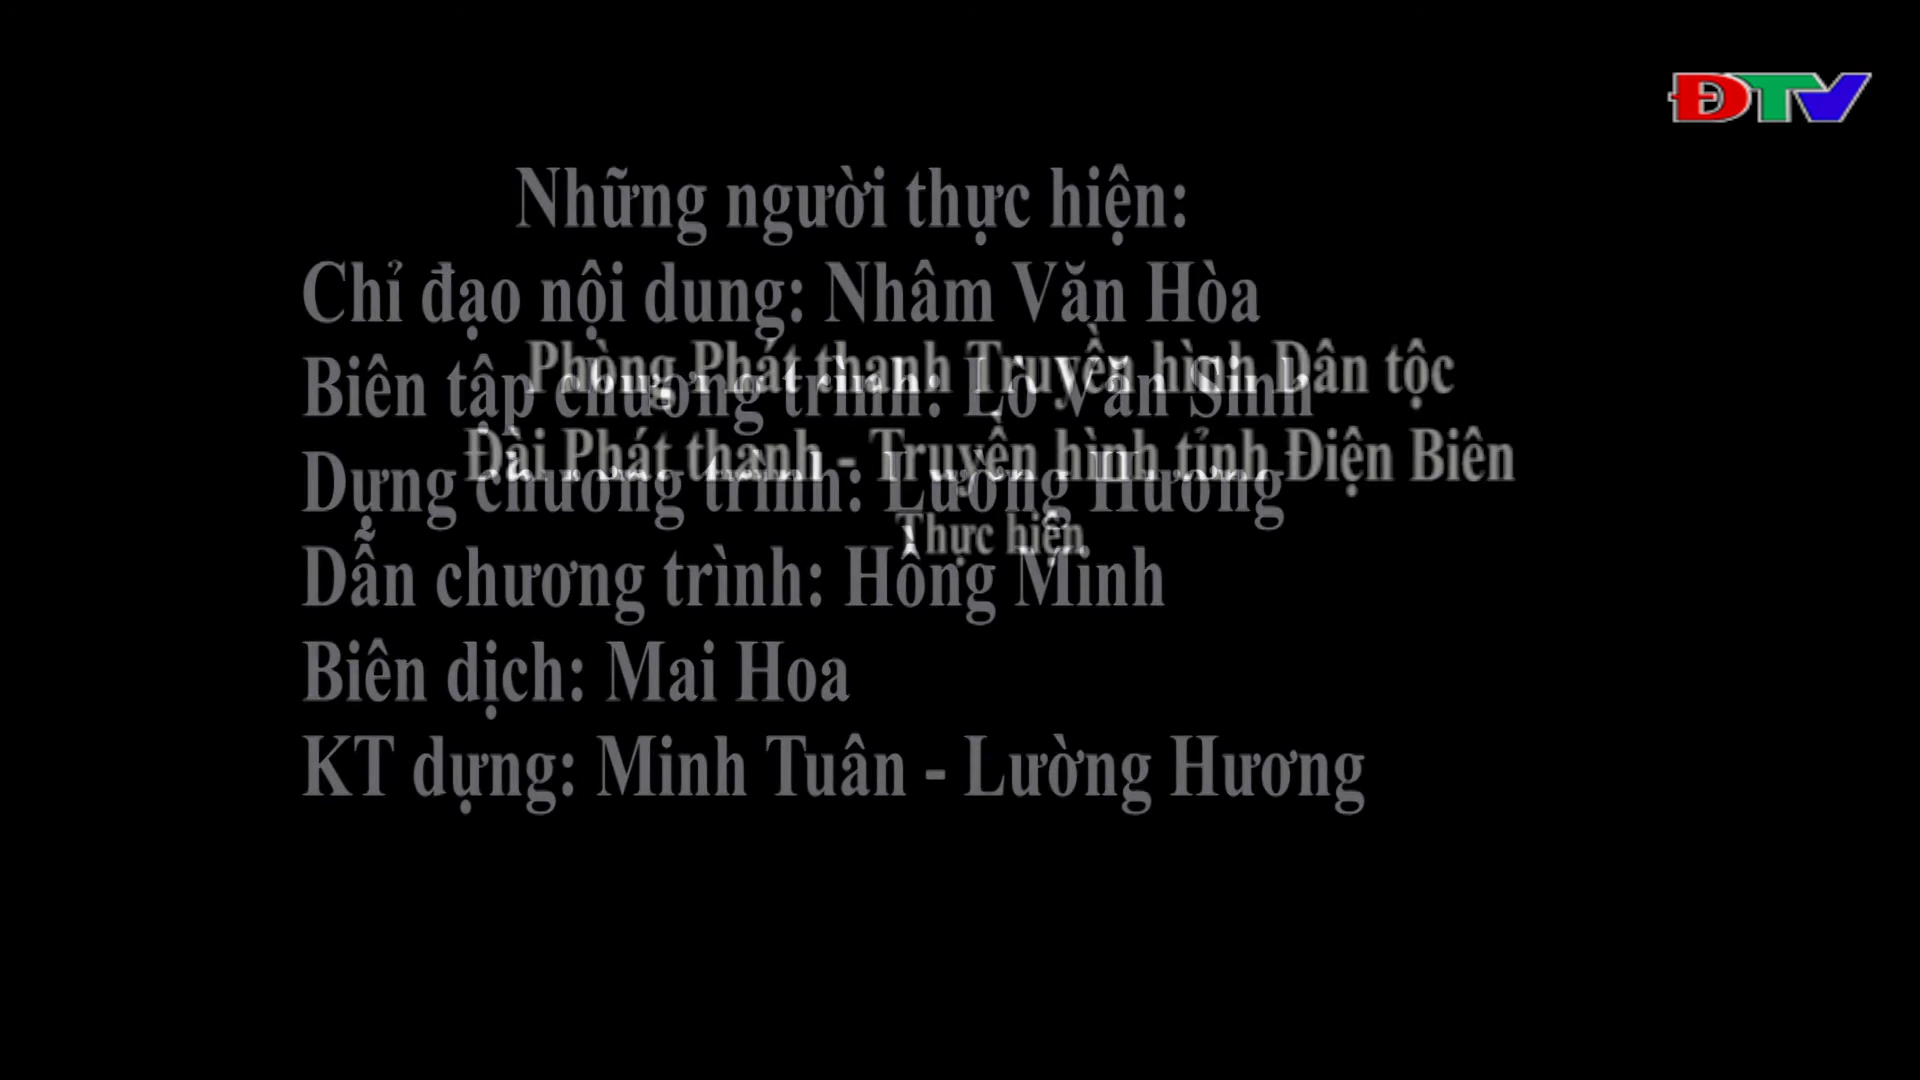 ĐTV
Những người thực hiện:
Chỉ đạo nội dung: Nhâm Văn Hòa
Biên tập chương trình: Lò Văn Sinh
Dựng chương trình: Lường Hương
Dẫn chương trình: Hồng Minh
Biên dịch: Mai Hoa
KT dựng: Minh Tuân - Lường Hương
Phòng Phát thanh Truyền hình Dân tộc
Đài Phát thanh - Truyền hình tỉnh Điện Biên
Thực hiện